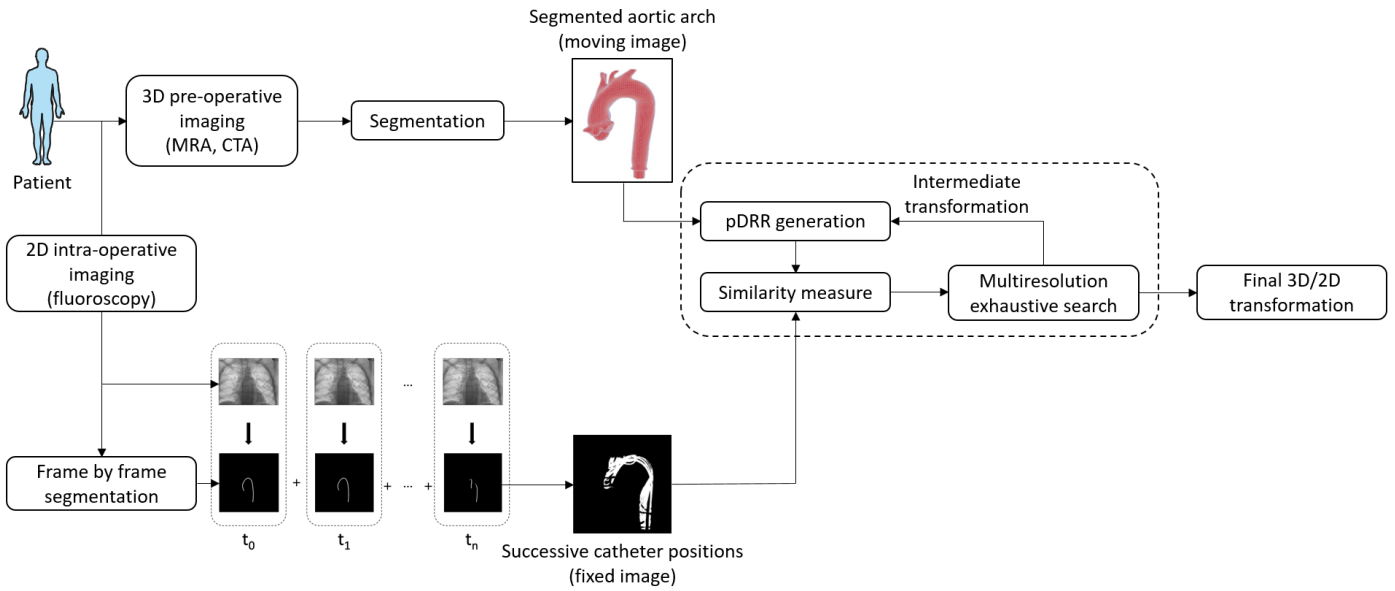 Segmented aortic arch
(moving image)
3D pre-operative
imaging
(MRA, CTA)
Segmentation
Patient
Intermediate
transformation
pDRR generation
2D intra-operative
imaging
(fluoroscopy)
Similarity measure
Multiresolution
exhaustive search
Final 3D/2D
transformation
...
Frame by frame
segmentation
+
+ ... +
t0
t1
tn
Successive catheter positions
(fixed image)